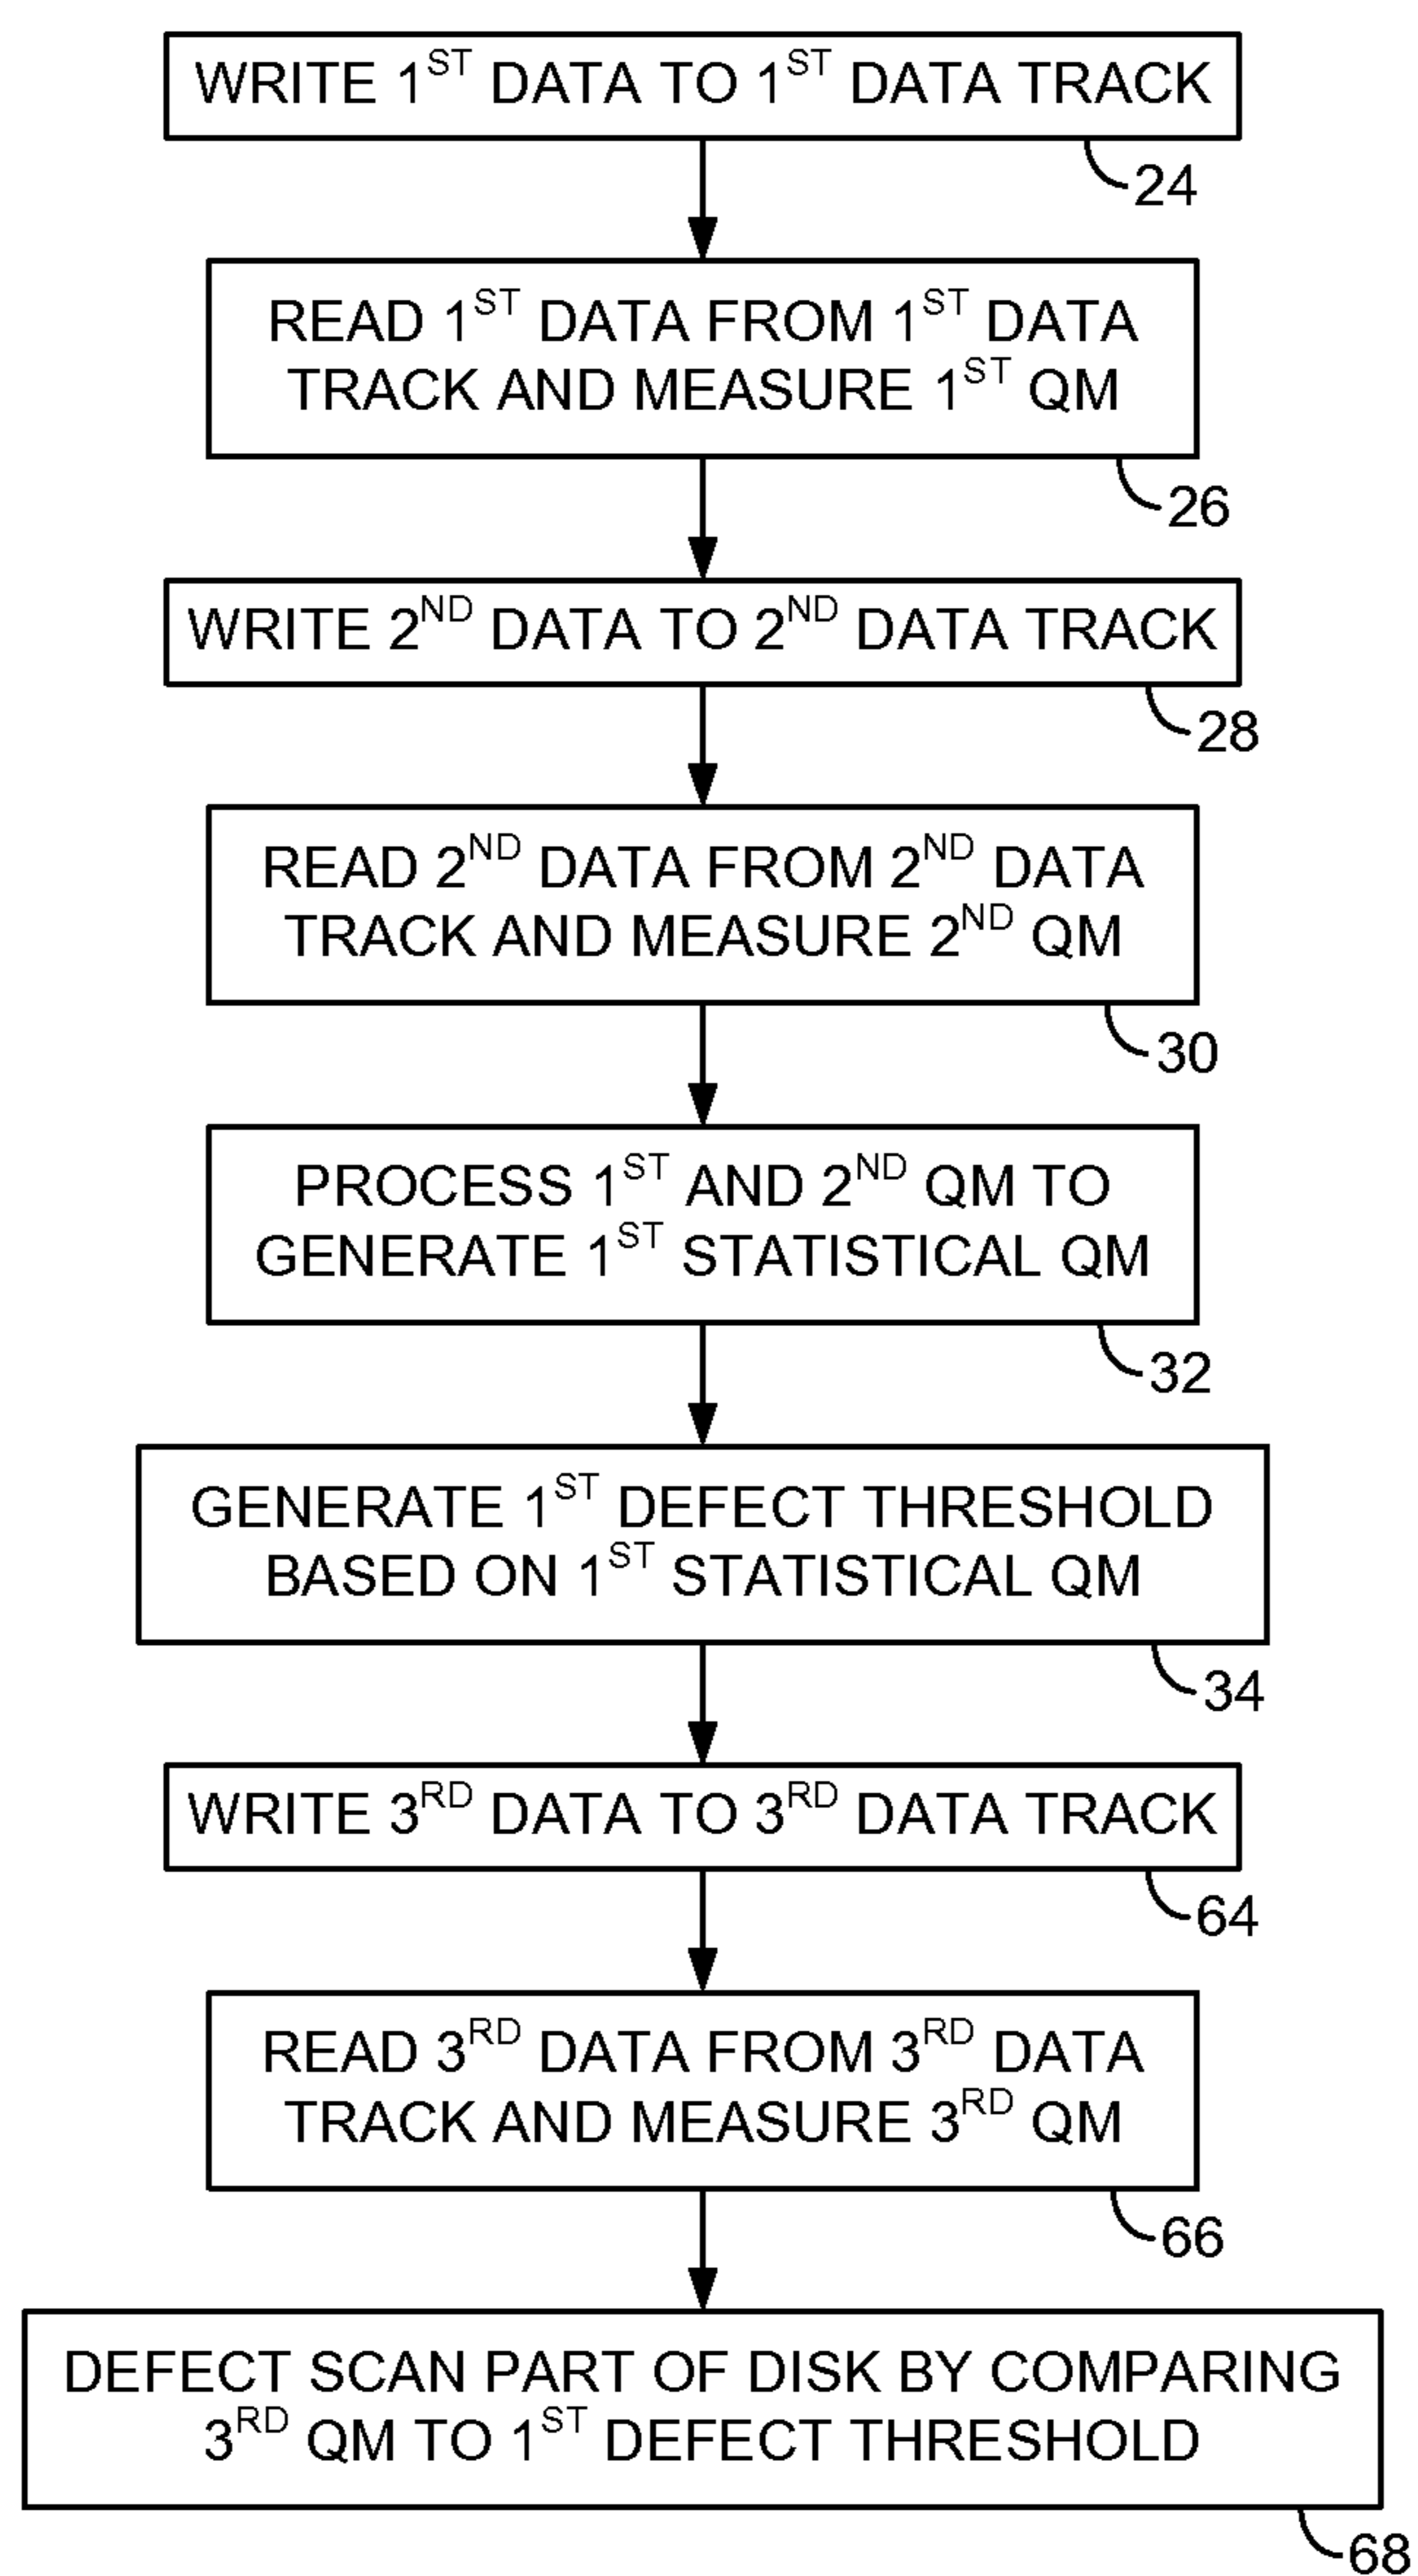 WRITE 1ST DATA TO 1ST DATA TRACK
24
READ 1ST DATA FROM 1ST DATA
TRACK AND MEASURE 1ST QM
26
WRITE 2ND DATA TO 2ND DATA TRACK
28
READ 2ND DATA FROM 2ND DATA
TRACK AND MEASURE 2ND QM
30
PROCESS 1ST AND 2ND QM TO
GENERATE 1ST STATISTICAL QM
32
GENERATE 1ST DEFECT THRESHOLD
BASED ON 1ST STATISTICAL QM
34
WRITE 3RD DATA TO 3RD DATA TRACK
64
READ 3RD DATA FROM 3RD DATA
TRACK AND MEASURE 3RD QM
66
DEFECT SCAN PART OF DISK BY COMPARING
3RD QM TO 1ST DEFECT THRESHOLD
68